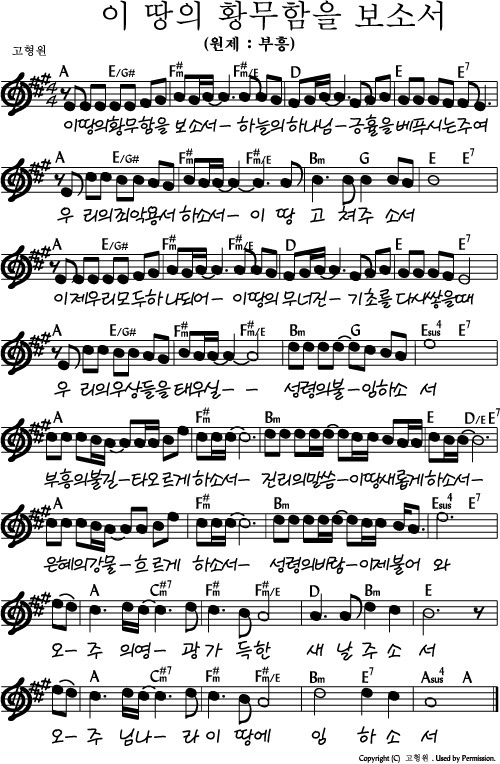 이 땅의 황무함을 보소서
(원제 : 부흥)
고형원
A E/G# F#m F#m/E D E E7
이땅의황무함을 보소서- 하늘의하나님- 긍휼을베푸시는주여
A E/G# F#m F#m/E Bm G E E7
우 리의죄악용서 하소서- 이 땅 고 쳐주 소서
A E/G# F#m F#m/E D E E7
이제우리모두하나되어- 이땅의무너진- 기초를 다시쌓을때
A E/G# F#m F#m/E Bm G Esus4 E7
우 리의우상들을태우실- - 성령의불-임하소 서
A F#m Bm E D/E E7
부흥의불길-타오르게하소서- 진리의말씀-이땅새롭게하소서-
A F#m Bm Esus4 E7
은혜의강물-흐르게 하소서- 성령의바람-이제불어 와
A C#m7 F#m F#m/E D Bm E
오-주 의영- 광가 득한 새 날주 소 서
A C#m7 F#m F#m/E Bm E7 Asus4 A
오-주 님나- 라 이 땅에 임 하소 서
Copyright (C) 고형원 . Used by Permission.